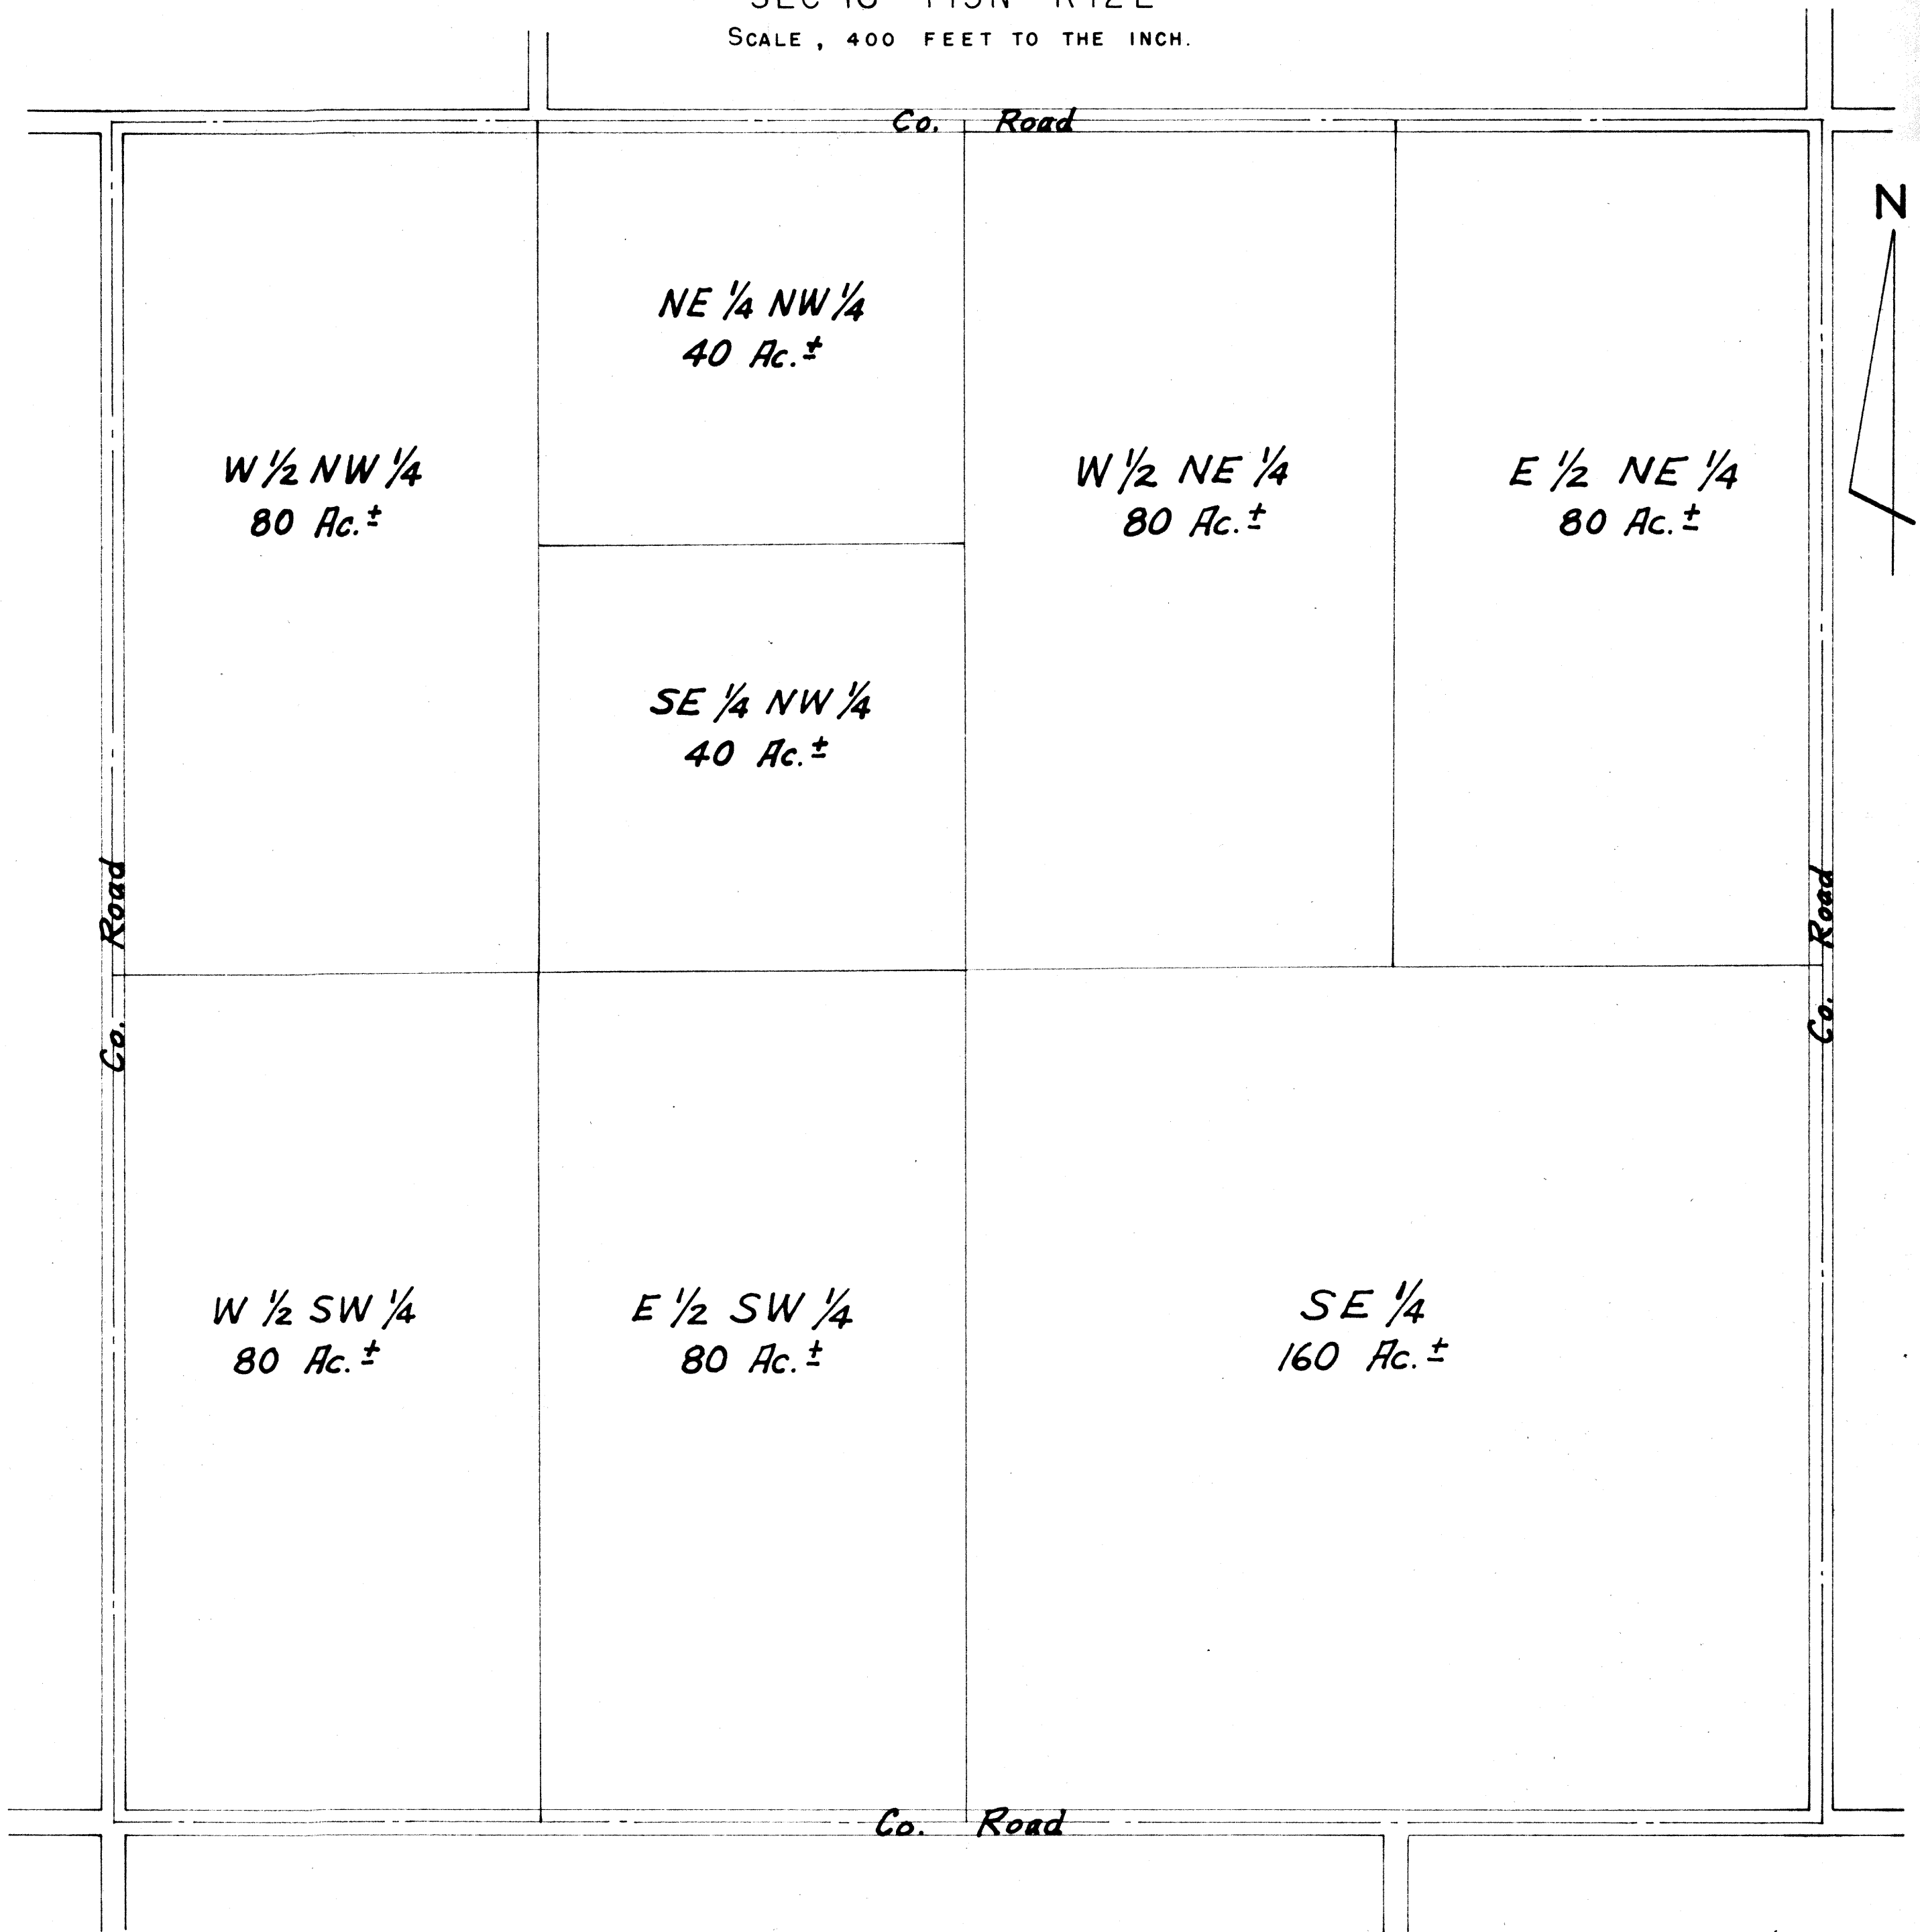 SCALE, 400 FEET TO THE INCH.
Co. Road
N
NE 1/4 NW 1/4
40 Ac. ±
W 1/2 NW 1/4
80 Ac. ±
W 1/2 NE 1/4
80 Ac. ±
E 1/2 NE 1/4
80 Ac. ±
SE 1/4 NW 1/4
40 Ac. ±
Co. Road
Co. Road
W 1/2 SW 1/4
80 Ac. ±
E 1/2 SW 1/4
80 Ac. ±
SE 1/4
160 Ac. ±
Co. Road